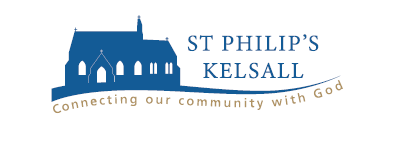 ST PHILIP'S
KELSALL
Connecting our community with God